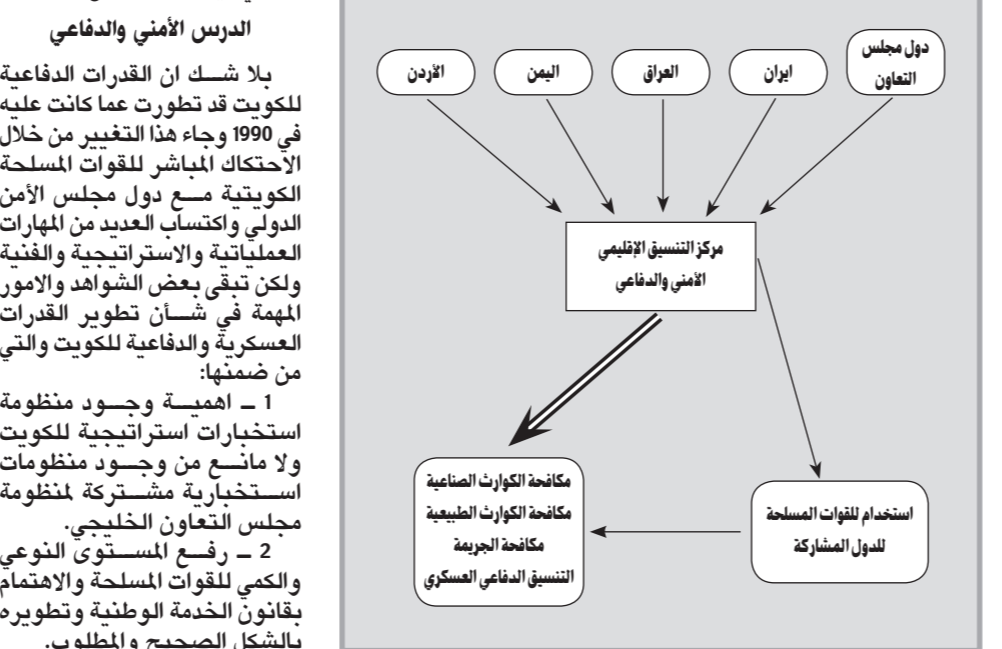 الدرس الأمني والدفاعي
بلا شك ان القدرات الدفاعية
للكويت قد تطورت عما كانت عليه
في 1990 وجاء هذا التغيير من خلال
الاحتكاك المباشر للقوات المسلحة
الكويتية مع دول مجلس الأمن
الدولي واكتساب العديد من المهارات
العملياتية والاستراتيجية والفنية
ولكن تبقى بعض الشواهد والامور
المهمة في شأن تطوير القدرات
العسكرية والدفاعية للكويت والتي
من ضمنها:
1 ـ اهمية وجود منظومة
استخبارات استراتيجية للكويت
ولا مانع من وجود منظومات
استخبارية مشتركة لمنظومة
مجلس التعاون الخليجي.
2 ـ رفع المستوى النوعي
والكمي للقوات المسلحة والاهتمام
بقانون الخدمة الوطنية وتطويره
بالشكل الصحيح والمطلوب.
دول مجلس
التعاون
ايران
العراق
اليمن
الأردن
مركز التنسيق الإقليمي
الأمني والدفاعي
استخدام للقوات المسلحة
للدول المشاركة
مكافحة الكوارث الصناعية
مكافحة الكوارث الطبيعية
مكافحة الجريمة
التنسيق الدفاعي العسكري